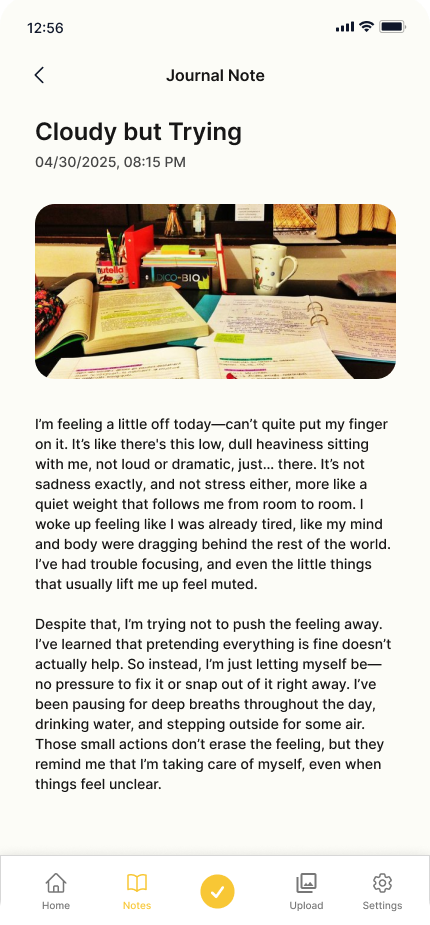 12:56
Journal Note
Cloudy but Trying
04/30/2025, 08:15 PM
nutella
DICO-BIO
I'm feeling a little off today—can't quite put my finger
on it. It's like there's this low, dull heaviness sitting
with me, not loud or dramatic, just... there. It's not
sadness exactly, and not stress either, more like a
quiet weight that follows me from room to room. I
woke up feeling like I was already tired, like my mind
and body were dragging behind the rest of the world.
I've had trouble focusing, and even the little things
that usually lift me up feel muted.
Despite that, I'm trying not to push the feeling away.
I've learned that pretending everything is fine doesn't
actually help. So instead, I'm just letting myself be—
no pressure to fix it or snap out of it right away. I've
been pausing for deep breaths throughout the day,
drinking water, and stepping outside for some air.
Those small actions don't erase the feeling, but they
remind me that I'm taking care of myself, even when
things feel unclear.
Home
Notes
Upload
Settings